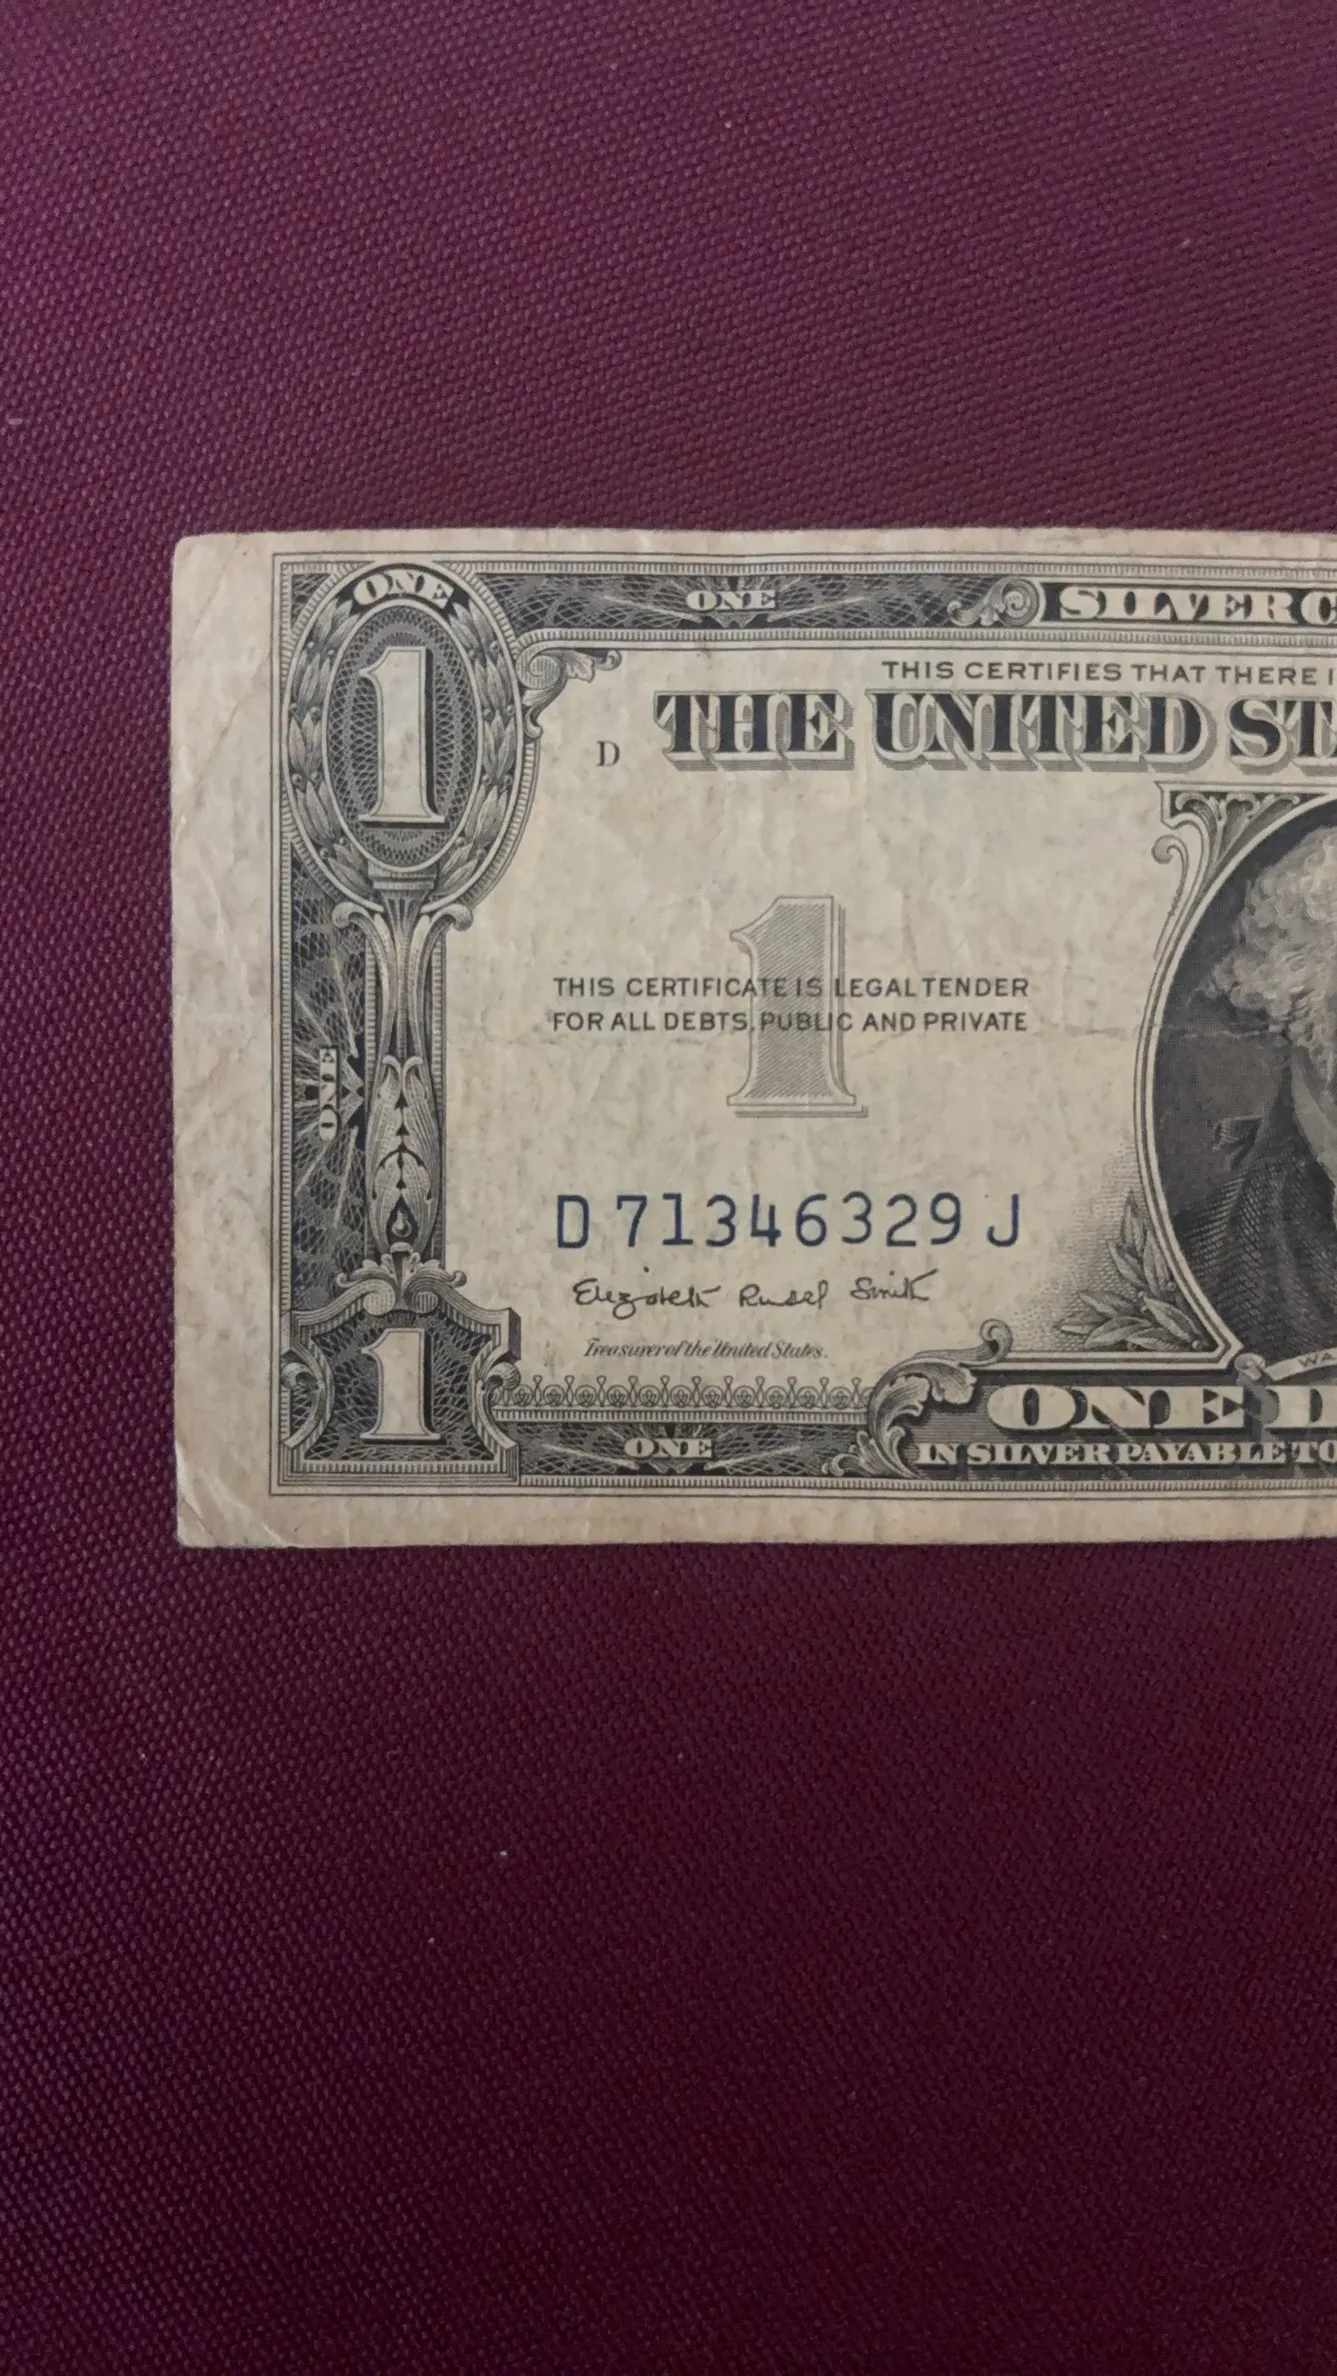 ONE ONE SILVER C
1
THIS CERTIFIES THAT THERE I
D THE UNITED ST
1
THIS CERTIFICATE IS LEGAL TENDER
FOR ALL DEBTS, PUBLIC AND PRIVATE
ONE
D 71346329 J
Elizabeth Rudel Smith
Treasurer of the United States.
WA
1 ONE D
ONE IN SILVER PAYABLE TO